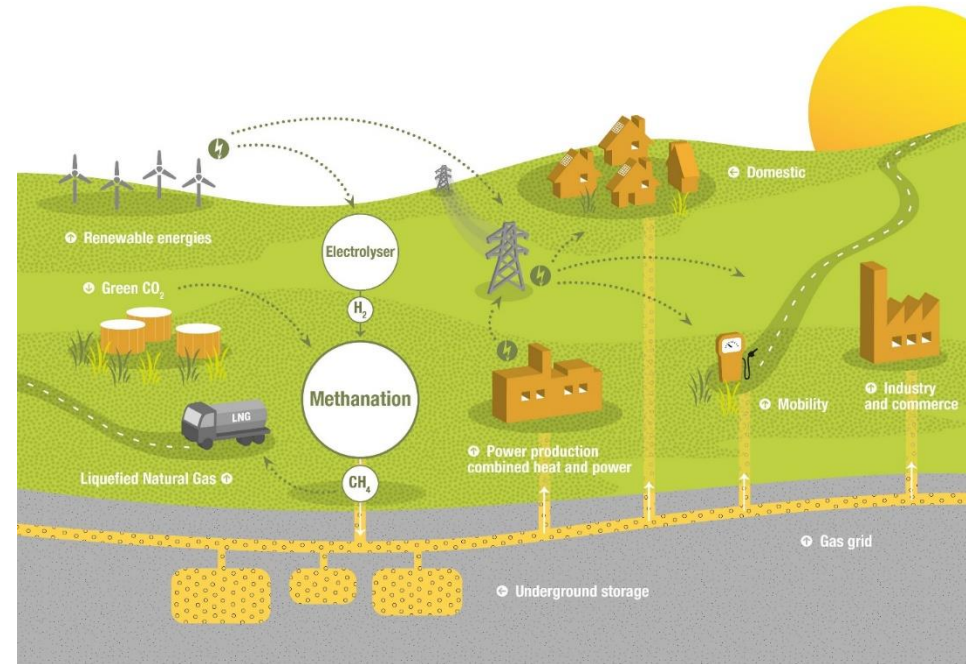 Domestic
Renewable energies
Electrolyser
Green CO₂
H₂
Methanation
LNG
Mobility
Industry
and commerce
Power production
combined heat and power
Liquefied Natural Gas
CH₄
Gas grid
Underground storage